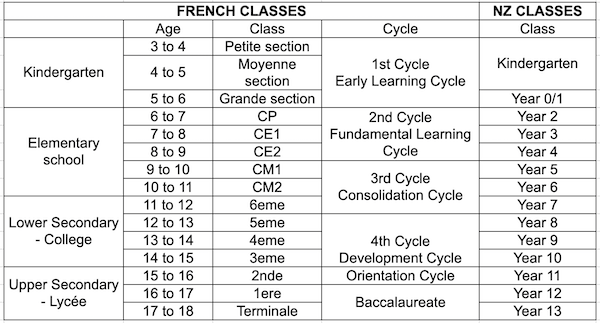 FRENCH CLASSES NZ CLASSES
Age Class Cycle Class
Kindergarten 3 to 4 Petite section 1st Cycle Early Learning Cycle Kindergarten
4 to 5 Moyenne section
5 to 6 Grande section Year 0/1
Elementary school 6 to 7 CP 2nd Cycle Fundamental Learning Cycle Year 2
7 to 8 CE1 Year 3
8 to 9 CE2 Year 4
9 to 10 CM1 3rd Cycle Consolidation Cycle Year 5
10 to 11 CM2 Year 6
Lower Secondary - College 11 to 12 6eme Year 7
12 to 13 5eme 4th Cycle Development Cycle Year 8
13 to 14 4eme Year 9
14 to 15 3eme Year 10
Upper Secondary - Lycée 15 to 16 2nde Orientation Cycle Year 11
16 to 17 1ere Baccalaureate Year 12
17 to 18 Terminale Year 13